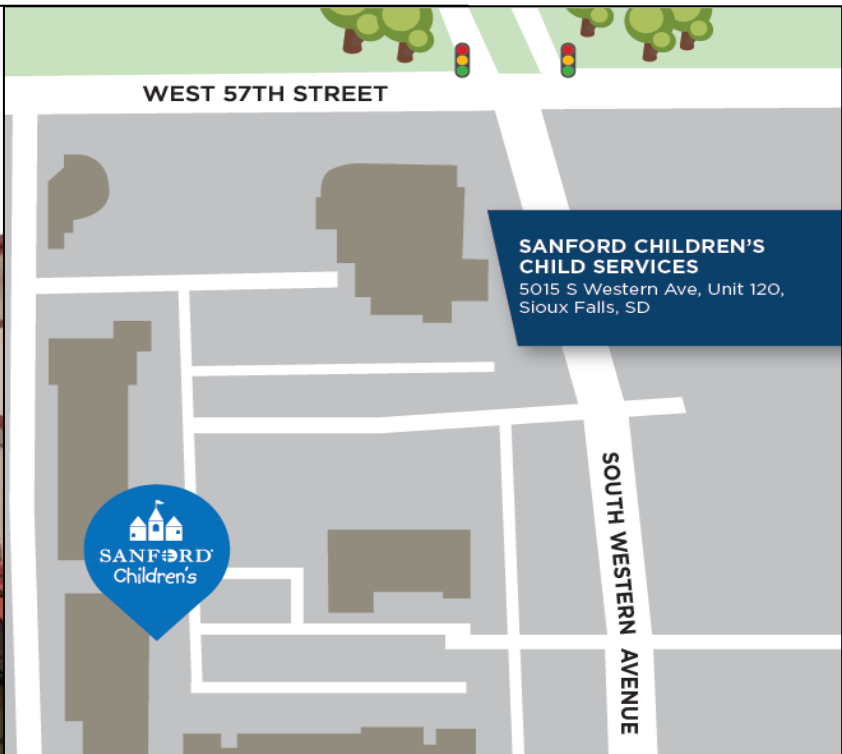 WEST 57TH STREET
SANFORD CHILDREN'S
CHILD SERVICES
5015 S Western Ave, Unit 120,
Sioux Falls, SD
SOUTH WESTERN AVENUE
SANFORD
Children's